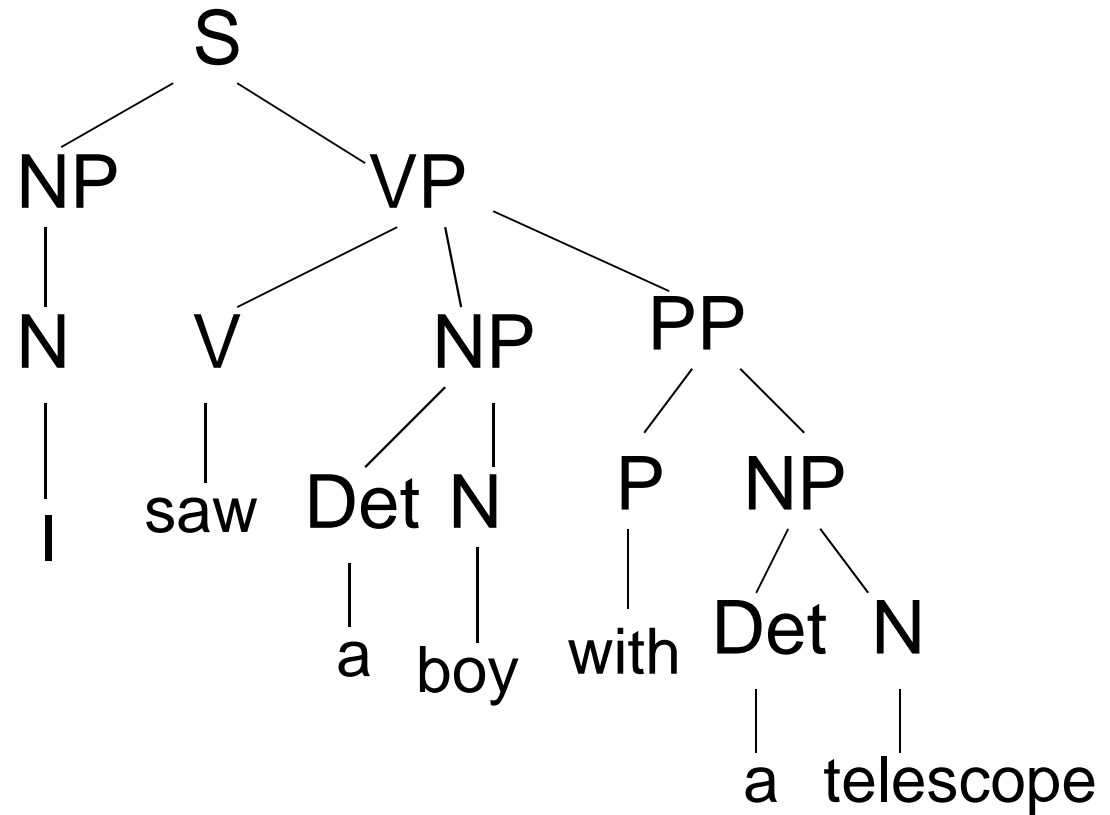 S
NP VP
N V NP PP
I saw Det N P NP
a boy with Det N
a telescope